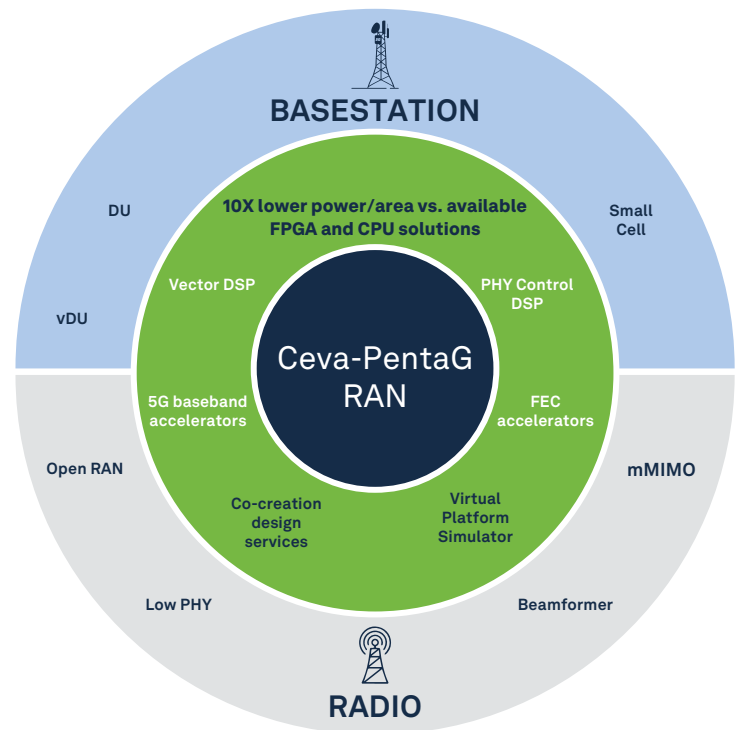 BASESTATION
DU
Small
Cell
vDU
10X lower power/area vs. available
FPGA and CPU solutions
Vector DSP
PHY Control
DSP
Ceva-PentaG
RAN
5G baseband
accelerators
FEC
accelerators
Co-creation
design
services
Virtual
Platform
Simulator
Open RAN
mMIMO
Low PHY
Beamformer
RADIO